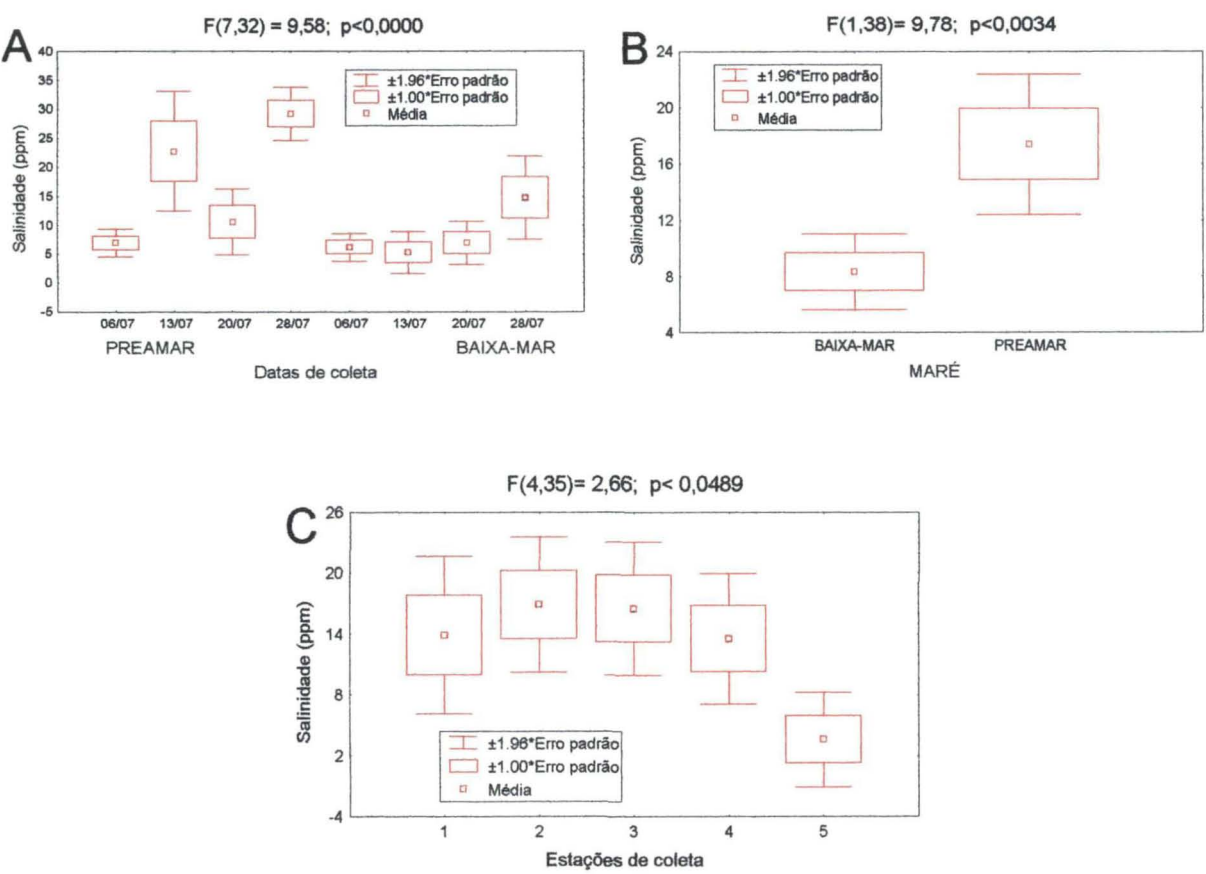 A
F(7,32) = 9,58; p<0,0000
Salinidade (ppm)
40
35
30
25
20
15
10
5
0
-5
±1.96*Erro padrão
±1.00*Erro padrão
Média
06/07 13/07 20/07 28/07 06/07 13/07 20/07 28/07
PREAMAR BAIXA-MAR
Datas de coleta
B
F(1,38)= 9,78; p<0,0034
Salinidade (ppm)
24
20
16
12
8
4
±1.96*Erro padrão
±1.00*Erro padrão
Média
BAIXA-MAR PREAMAR
MARÉ
C
F(4,35)= 2,66; p< 0,0489
Salinidade (ppm)
26
20
14
8
2
-4
±1.96*Erro padrão
±1.00*Erro padrão
Média
1 2 3 4 5
Estações de coleta